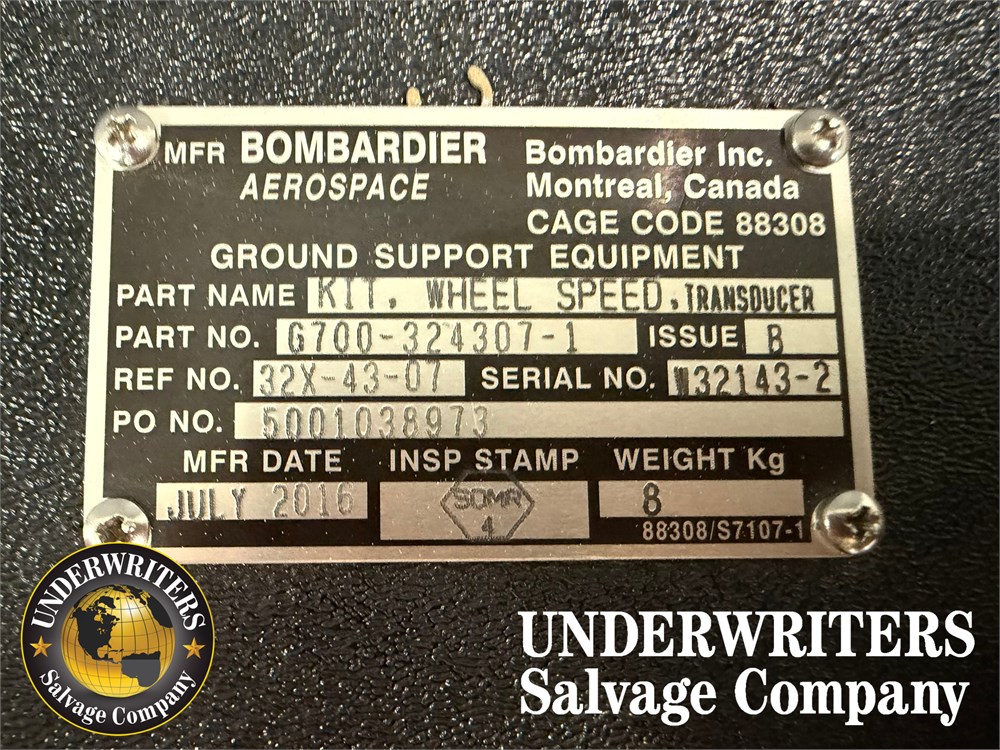 MFR BOMBARDIER
AEROSPACE
Bombardier Inc.
Montreal, Canada
CAGE CODE 88308
GROUND SUPPORT EQUIPMENT
PART NAME KIT, WHEEL SPEED, TRANSDUCER
PART NO. G700-324307-1 ISSUE B
REF NO. 32X-43-07 SERIAL NO. W32143-2
PO NO. 5001038973
MFR DATE INSP STAMP WEIGHT Kg
JULY 2016 SDMR 4 8
88308/S7107-1
UNDERWRITERS
Salvage Company
UNDERWRITERS
Salvage Company